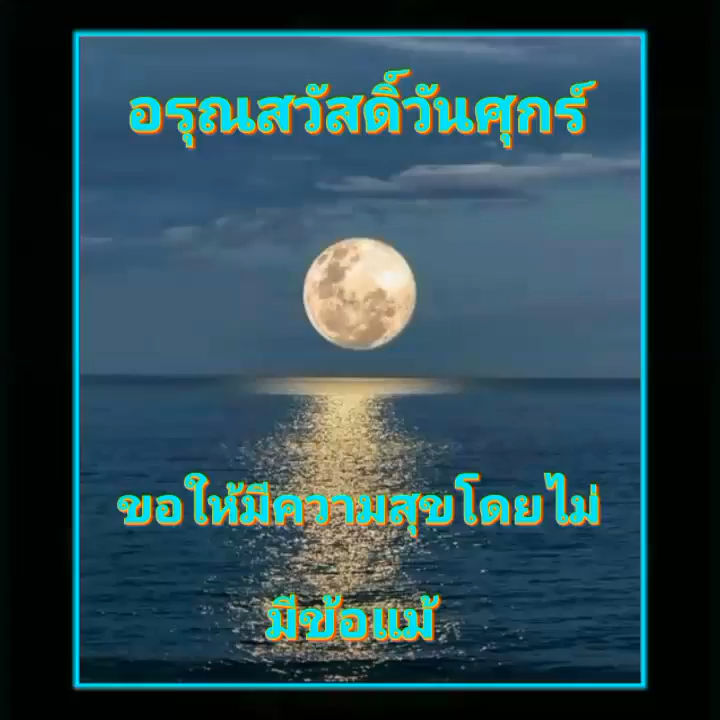 อรุณสวัสดิ์วันศุกร์
ขอให้มีความสุขโดยไม่
มีข้อแม้